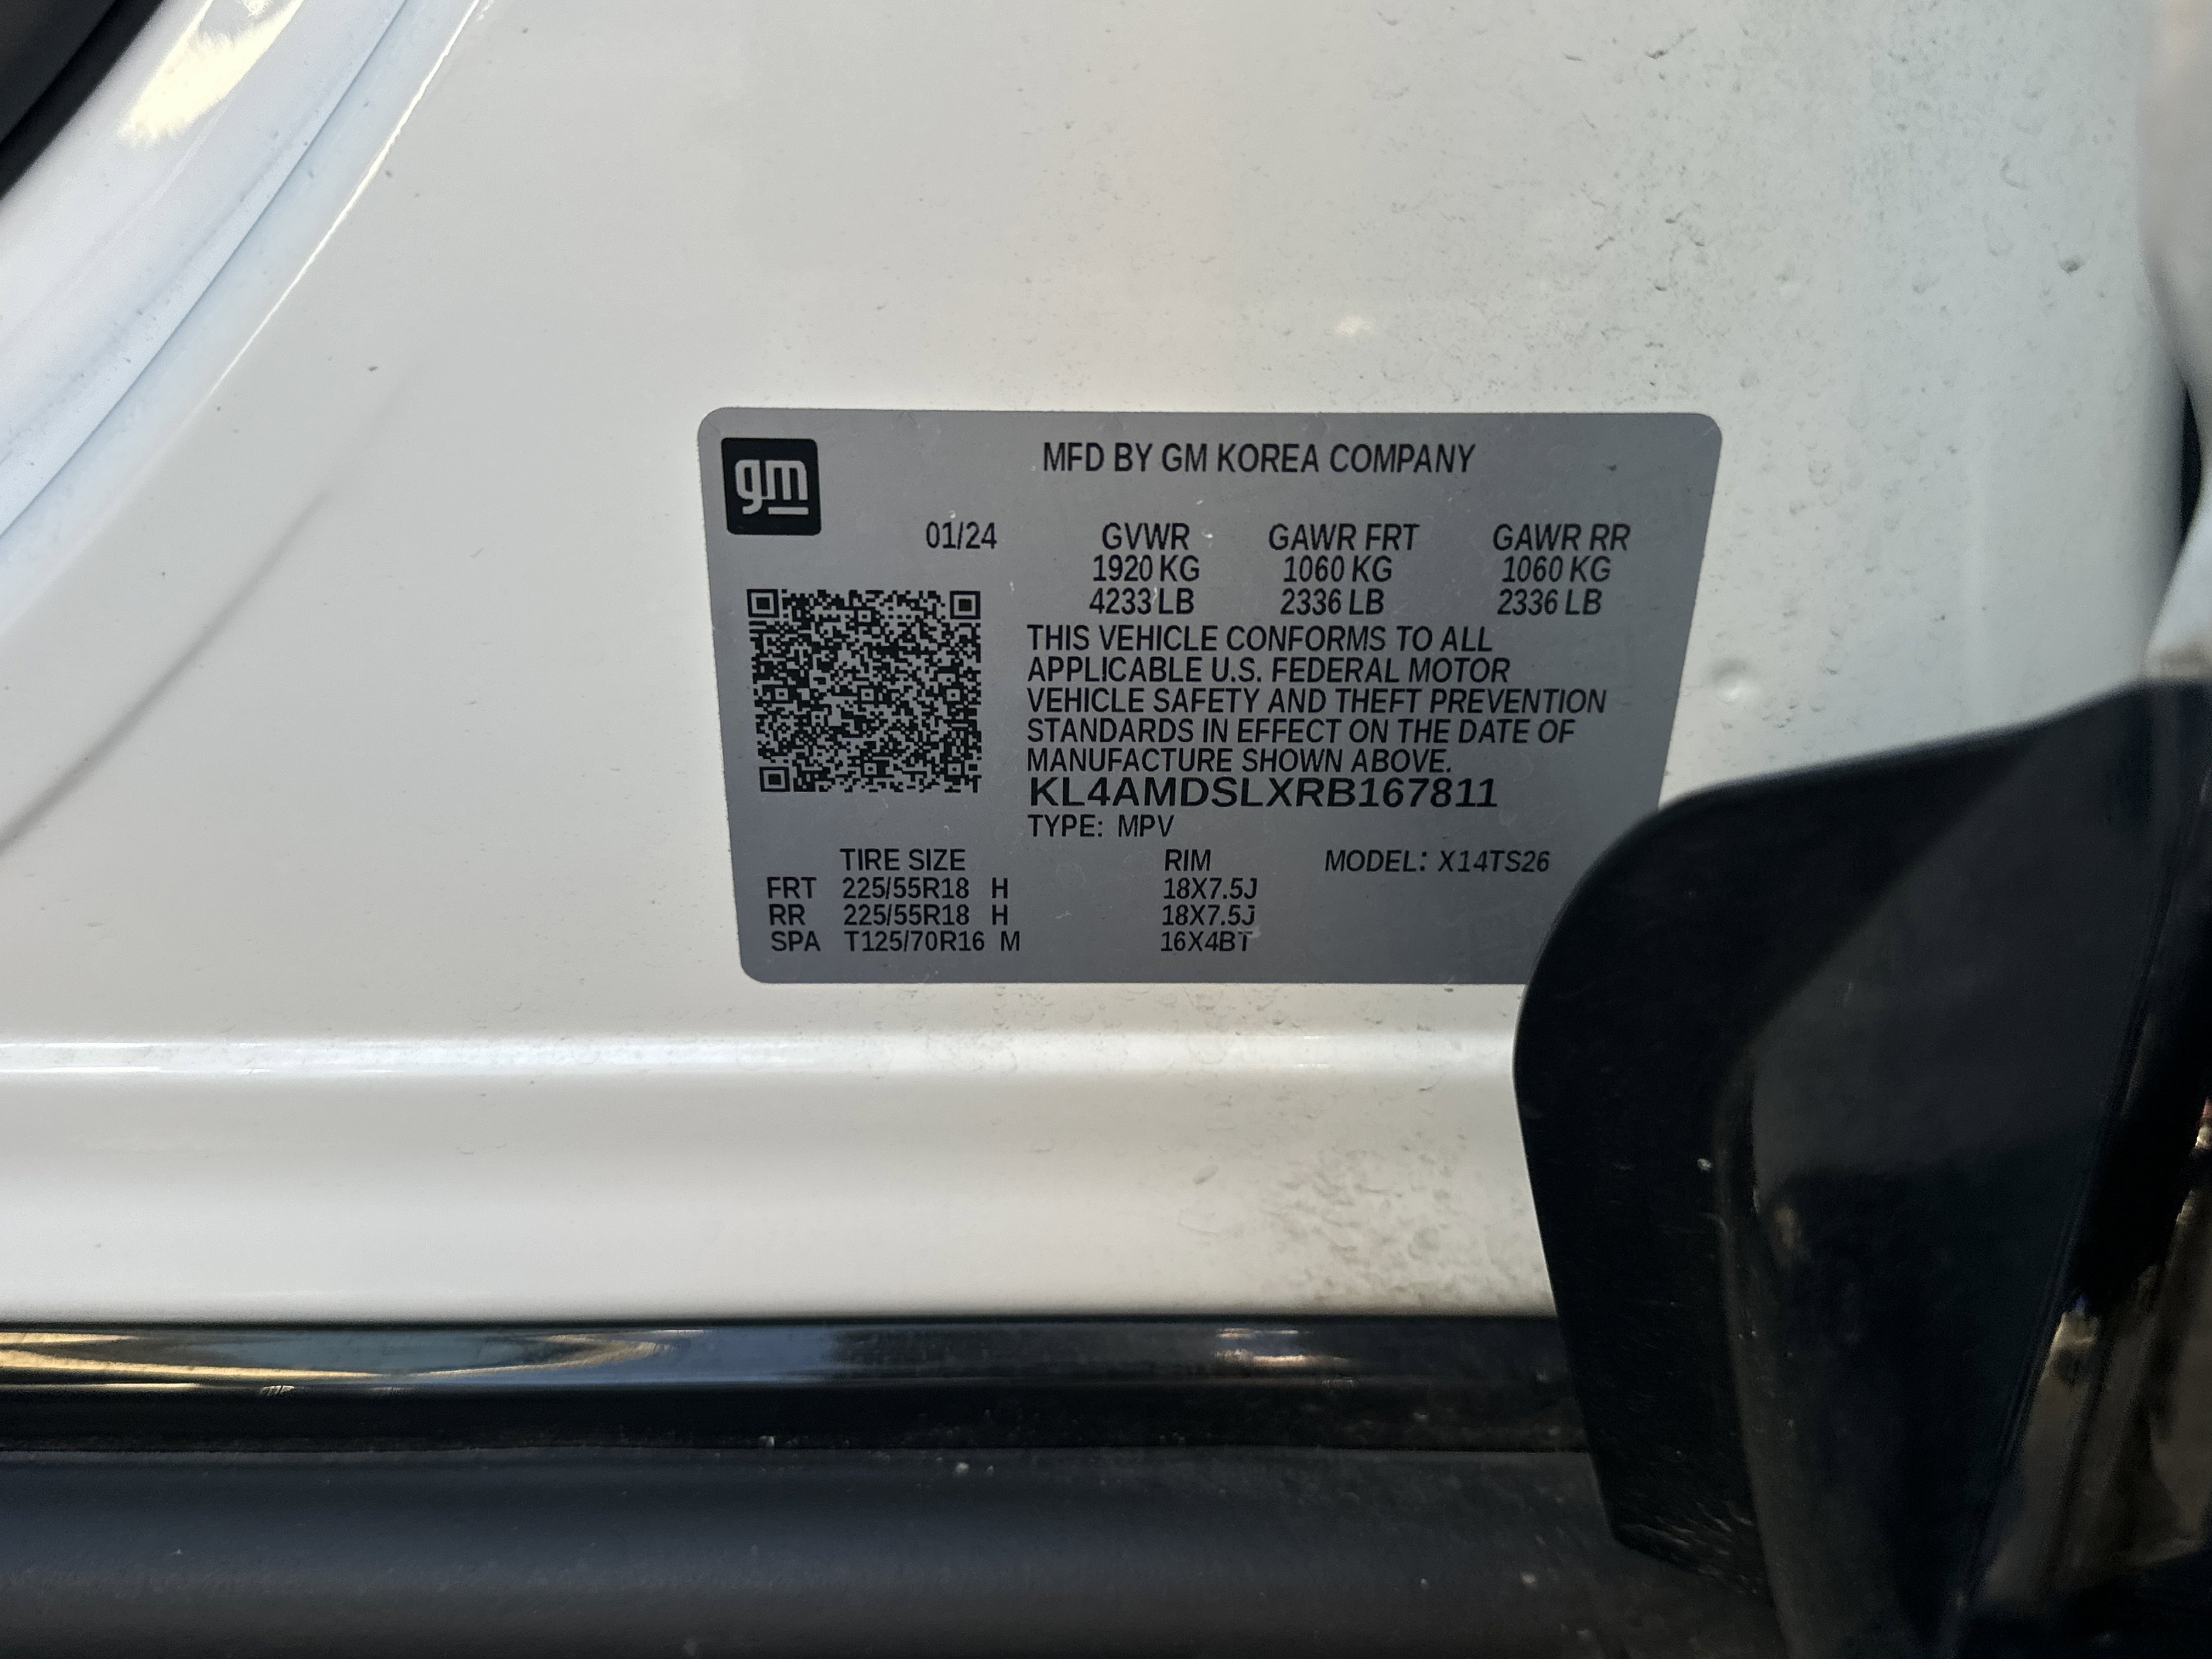 gm
MFD BY GM KOREA COMPANY
01/24 GVWR GAWR FRT GAWR RR
1920 KG 1060 KG 1060 KG
4233 LB 2336 LB 2336 LB
THIS VEHICLE CONFORMS TO ALL
APPLICABLE U.S. FEDERAL MOTOR
VEHICLE SAFETY AND THEFT PREVENTION
STANDARDS IN EFFECT ON THE DATE OF
MANUFACTURE SHOWN ABOVE.
KL4AMDSLXRB167811
TYPE: MPV
TIRE SIZE RIM MODEL: X14TS26
FRT 225/55R18 H 18X7.5J
RR 225/55R18 H 18X7.5J
SPA T125/70R16 M 16X4BT